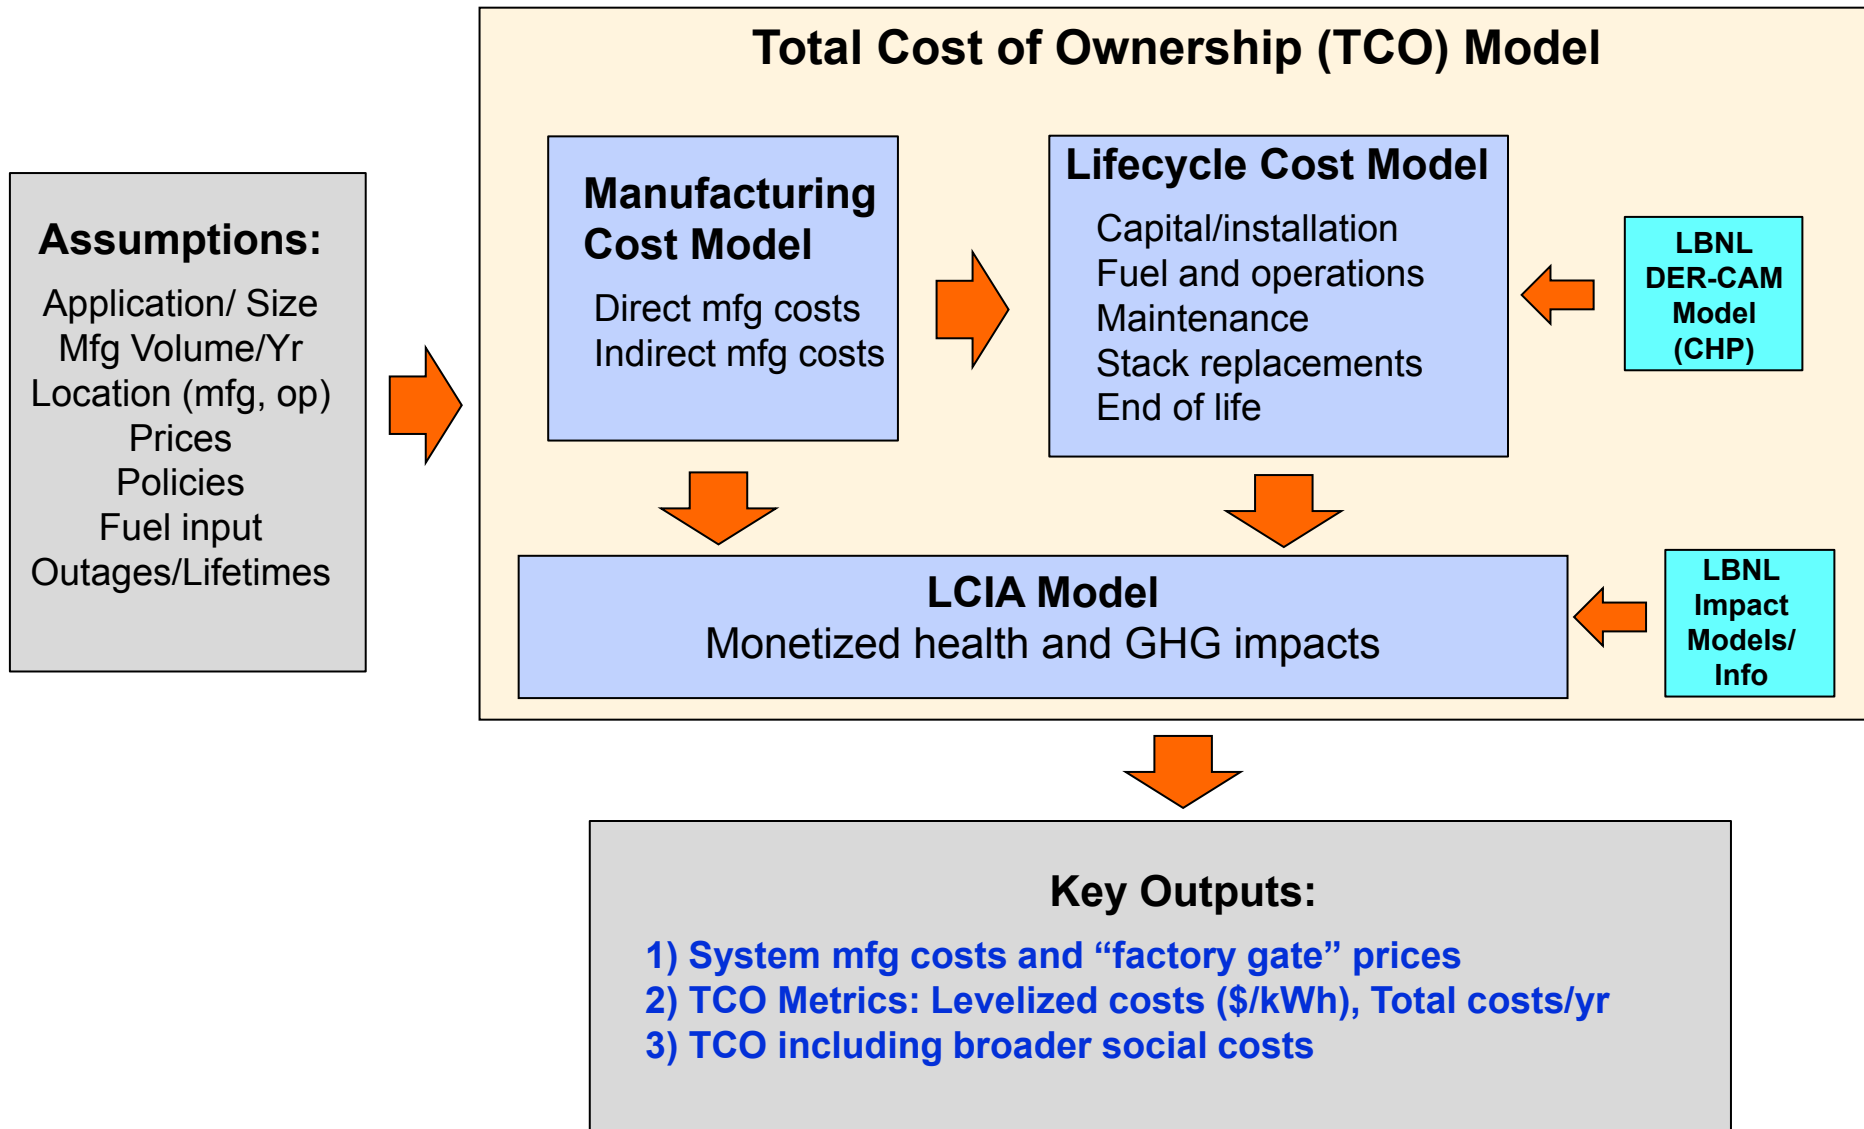 Total Cost of Ownership (TCO) Model
Assumptions:
Application/ Size
Mfg Volume/Yr
Location (mfg, op)
Prices
Policies
Fuel input
Outages/Lifetimes
Manufacturing
Cost Model
Direct mfg costs
Indirect mfg costs
Lifecycle Cost Model
Capital/installation
Fuel and operations
Maintenance
Stack replacements
End of life
LBNL
DER-CAM
Model
(CHP)
LCIA Model
Monetized health and GHG impacts
LBNL
Impact
Models/
Info
Key Outputs:
1) System mfg costs and “factory gate” prices
2) TCO Metrics: Levelized costs ($/kWh), Total costs/yr
3) TCO including broader social costs